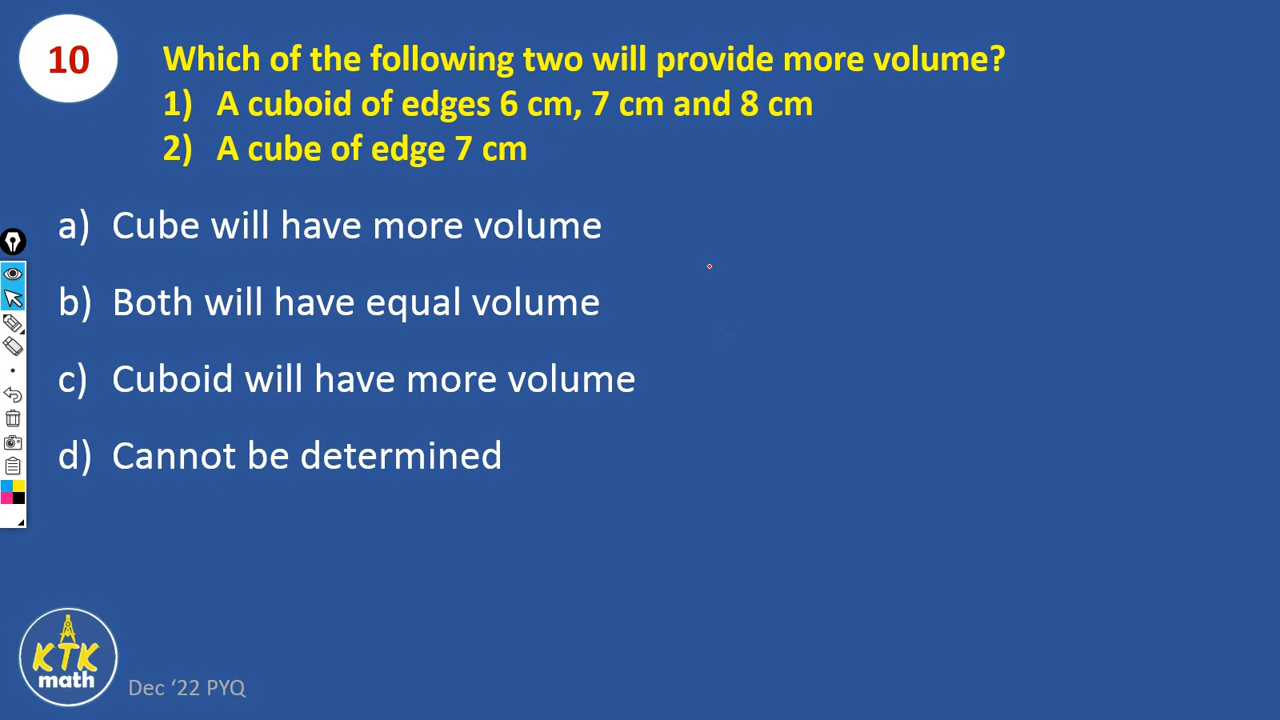 10
Which of the following two will provide more volume?
1) A cuboid of edges 6 cm, 7 cm and 8 cm
2) A cube of edge 7 cm
a) Cube will have more volume
b) Both will have equal volume
c) Cuboid will have more volume
d) Cannot be determined
KTK
math
Dec ‘22 PYQ